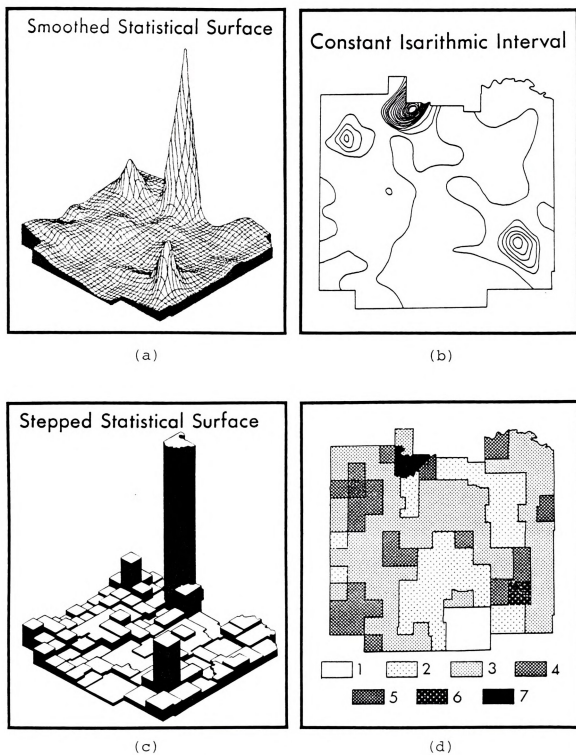 Smoothed Statistical Surface
Constant Isarithmic Interval
(a)
(b)
Stepped Statistical Surface
1 2 3 4
5 6 7
(c)
(d)